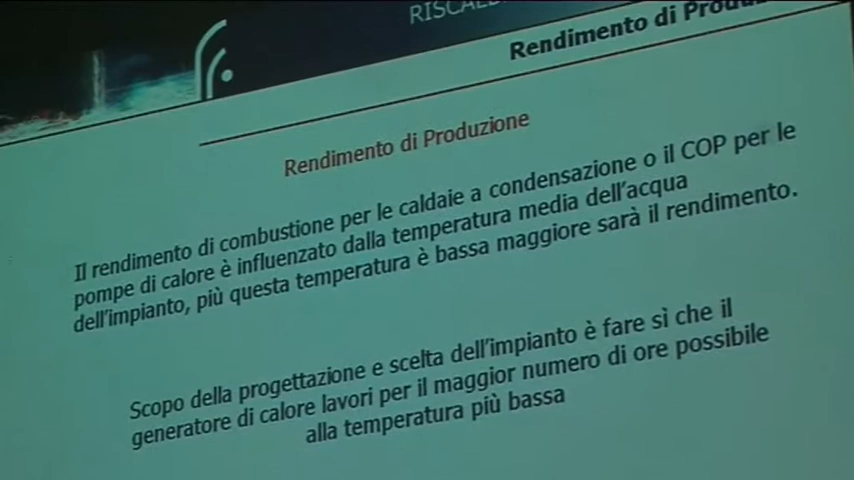 Rendimento di
Rendimento di Produzione
Il rendimento di combustione per le caldaie a condensazione o il COP per le
pompe di calore è influenzato dalla temperatura media dell'acqua
dell'impianto, più questa temperatura è bassa maggiore sarà il rendimento.
Scopo della progettazione e scelta dell'impianto è fare sì che il
generatore di calore lavori per il maggior numero di ore possibile
alla temperatura più bassa